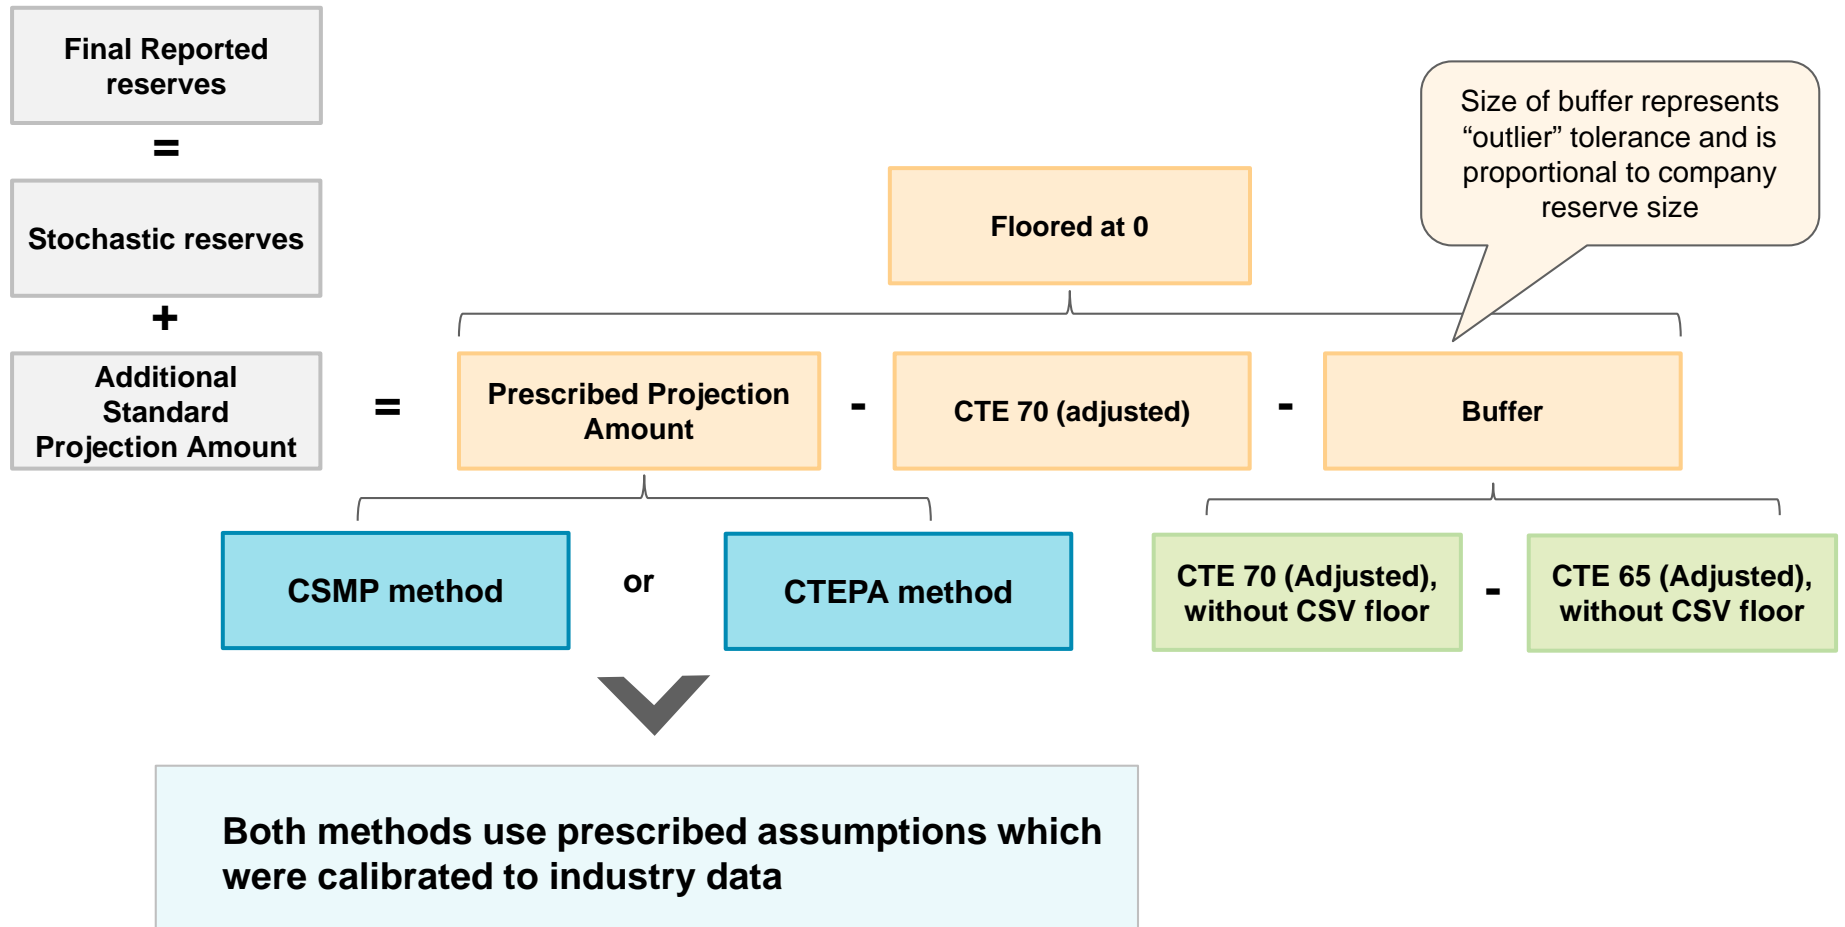 Final Reported
reserves
=
Stochastic reserves
+
Additional
Standard
Projection Amount
=
Floored at 0
Prescribed Projection
Amount
-
CTE 70 (adjusted)
-
Buffer
Size of buffer represents
“outlier” tolerance and is
proportional to company
reserve size
CSMP method
or
CTEPA method
CTE 70 (Adjusted),
without CSV floor
-
CTE 65 (Adjusted),
without CSV floor
Both methods use prescribed assumptions which
were calibrated to industry data